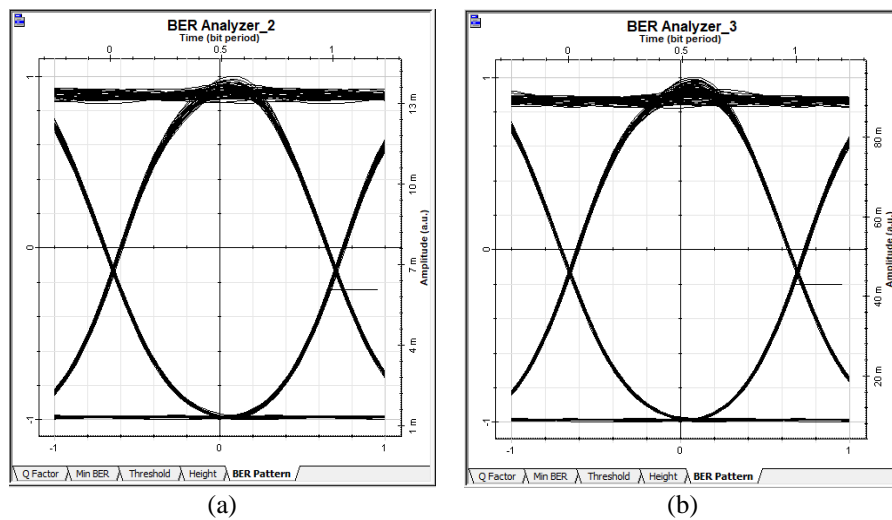 BER Analyzer_2
Time (bit period)
0 0.5 1
1
0
-1
-1 0 1
13 m
10 m
7 m
4 m
1 m
Amplitude (a.u.)
Q Factor Min BER Threshold Height BER Pattern
(a)
BER Analyzer_3
Time (bit period)
0 0.5 1
1
0
-1
-1 0 1
80 m
60 m
40 m
20 m
Amplitude (a.u.)
Q Factor Min BER Threshold Height BER Pattern
(b)